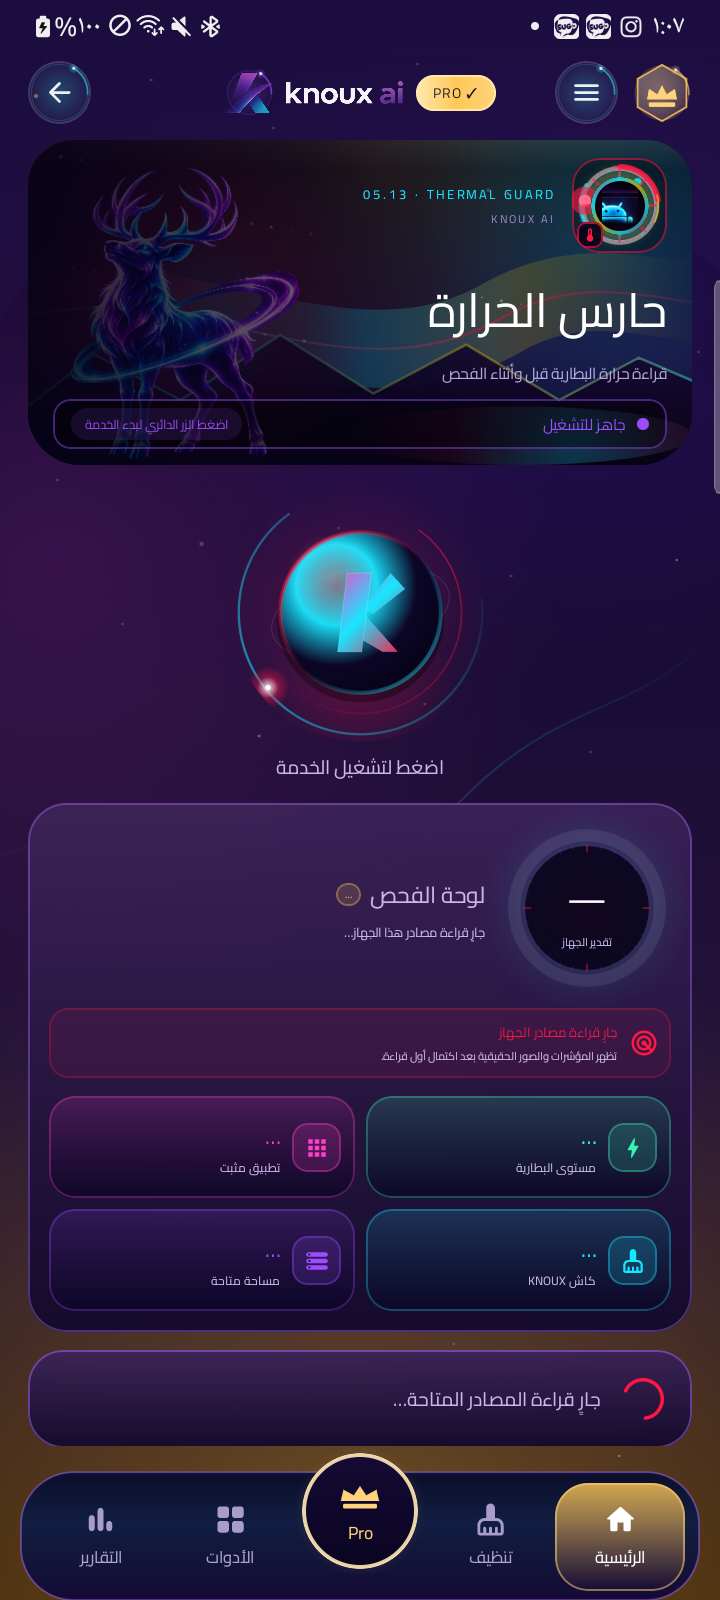 ١:٠٧
%١٠٠
knoux ai
PRO ✓
05.13 · THERMAL GUARD
KNOUX AI
حارس الحرارة
قراءة حرارة البطارية قبل وأثناء الفحص
جاهز للتشغيل
اضغط الزر الدائري لبدء الخدمة
اضغط لتشغيل الخدمة
لوحة الفحص
...
جارٍ قراءة مصادر هذا الجهاز...
—
تقدير الجهاز
جارٍ قراءة مصادر الجهاز
تظهر المؤشرات والصور الحقيقية بعد اكتمال أول قراءة.
...
مستوى البطارية
...
تطبيق مثبت
...
كاش KNOUX
...
مساحة متاحة
جارٍ قراءة المصادر المتاحة...
الرئيسية
تنظيف
Pro
الأدوات
التقارير